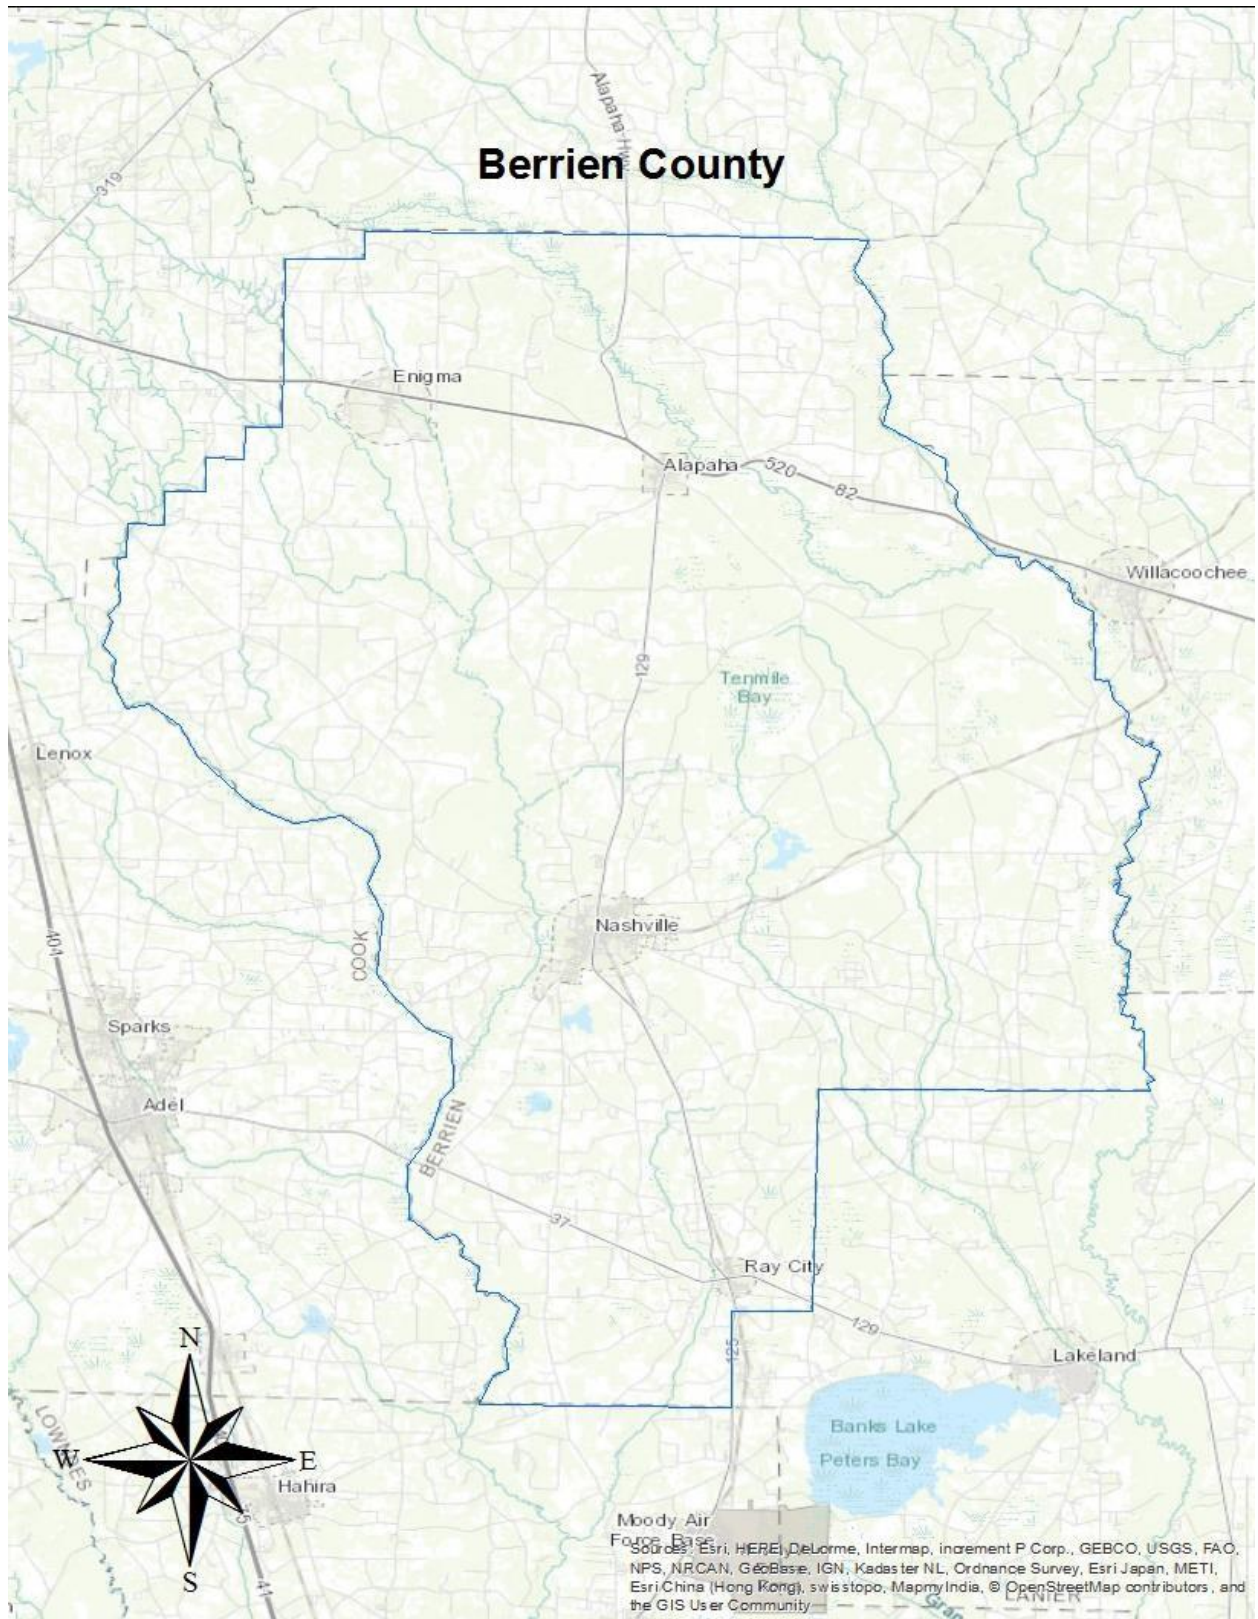 Alapaha Hwy
Berrien County
319
Enigma
Alapaha
520
82
Willacoochee
129
Tenmile
Bay
Lenox
Nashville
COOK
401
Sparks
Adel
BERRIEN
37
Ray City
129
125
Lakeland
N
Banks Lake
LOWNDES
W
E
Peters Bay
Hahira
75
Moody Air
Force Base
S
41
Sources: Esri, HERE, DeLorme, Intermap, increment P Corp., GEBCO, USGS, FAO,
NPS, NRCAN, GeoBase, IGN, Kadaster NL, Ordnance Survey, Esri Japan, METI,
Esri China (Hong Kong), swisstopo, MapmyIndia, © OpenStreetMap contributors, and
the GIS User Community
LANIER